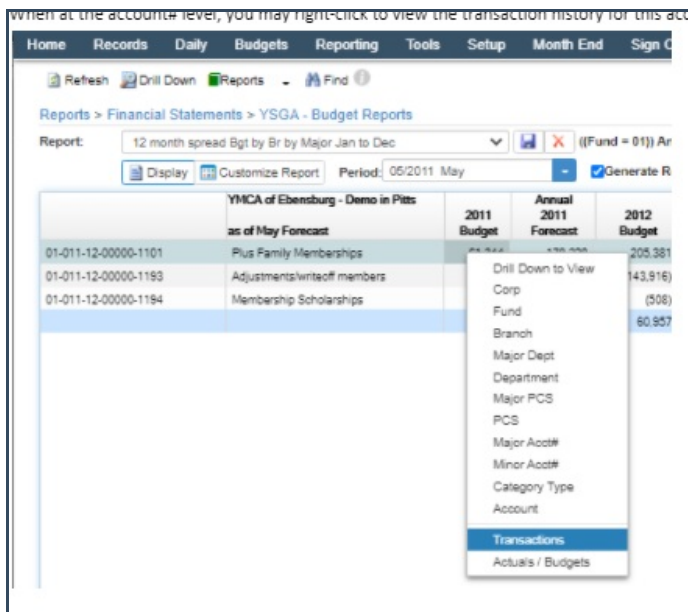 When at the account# level, you may right-click to view the transaction history for this acc
Home Records Daily Budgets Reporting Tools Setup Month End Sign O
Refresh Drill Down Reports Find
Reports > Financial Statements > YSGA - Budget Reports
Report: 12 month spread Bgt by Br by Major Jan to Dec ((Fund = 01)) An
Display Customize Report Period: 05/2011 May Generate R
YMCA of Ebensburg - Demo in Pitts
as of May Forecast 2011 Budget Annual 2011 Forecast 2012 Budget
01-011-12-00000-1101 Plus Family Memberships 205,381
01-011-12-00000-1193 Adjustments/writeoff members 143,916)
01-011-12-00000-1194 Membership Scholarships (508)
60,957
Drill Down to View
Corp
Fund
Branch
Major Dept
Department
Major PCS
PCS
Major Acct#
Minor Acct#
Category Type
Account
Transactions
Actuals / Budgets